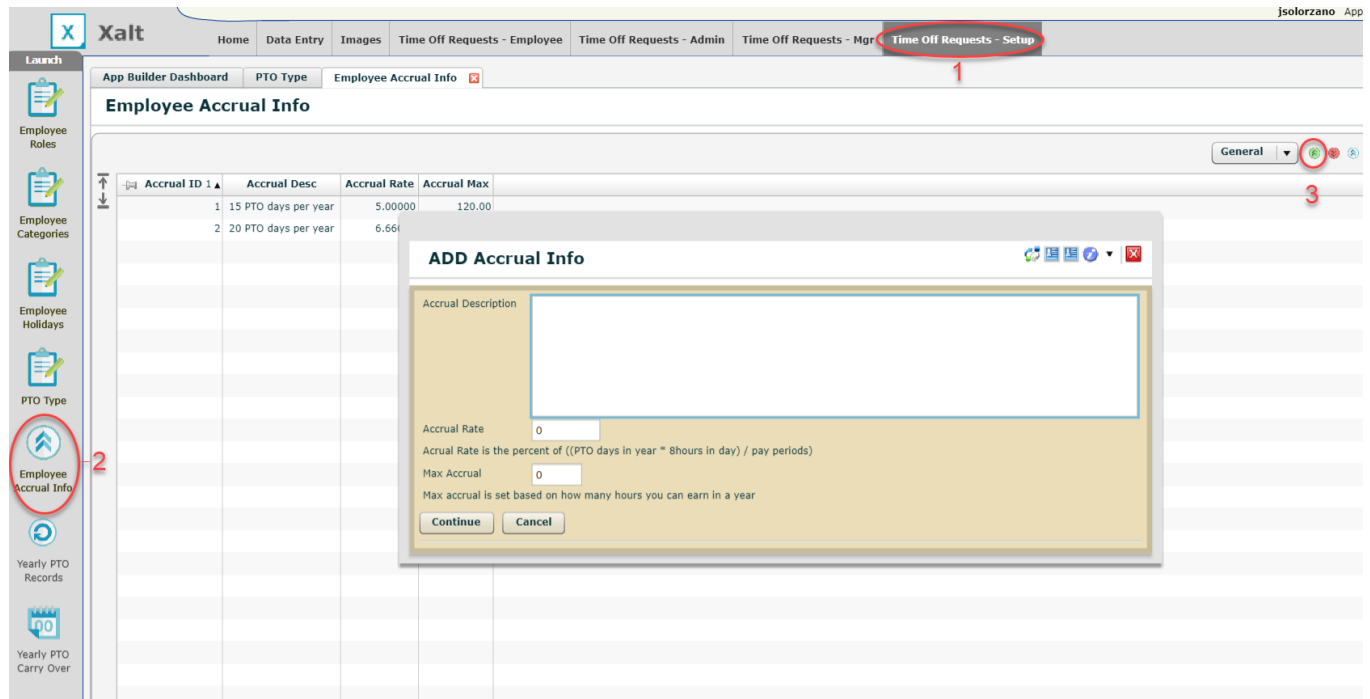 jsolorzano App
X Xalt
Home Data Entry Images Time Off Requests - Employee Time Off Requests - Admin Time Off Requests - Mgr Time Off Requests - Setup
1
Launch
Employee
Roles
Employee
Categories
Employee
Holidays
PTO Type
Employee
Accrual Info
2
Yearly PTO
Records
00
Yearly PTO
Carry Over
App Builder Dashboard PTO Type Employee Accrual Info
Employee Accrual Info
General
3
Accrual ID 1 Accrual Desc Accrual Rate Accrual Max
1 15 PTO days per year 5.00000 120.00
2 20 PTO days per year 6.66
ADD Accrual Info
Accrual Description
Accrual Rate 0
Acrual Rate is the percent of ((PTO days in year * 8hours in day) / pay periods)
Max Accrual 0
Max accrual is set based on how many hours you can earn in a year
Continue Cancel